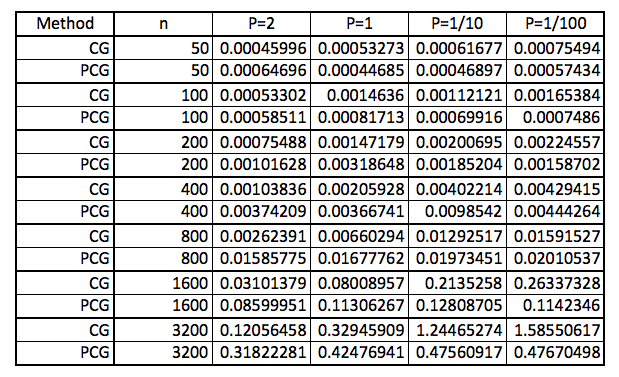 Method n P=2 P=1 P=1/10 P=1/100
CG 50 0.00045996 0.00053273 0.00061677 0.00075494
PCG 50 0.00064696 0.00044685 0.00046897 0.00057434
CG 100 0.00053302 0.0014636 0.00112121 0.00165384
PCG 100 0.00058511 0.00081713 0.00069916 0.0007486
CG 200 0.00075488 0.00147179 0.00200695 0.00224557
PCG 200 0.00101628 0.00318648 0.00185204 0.00158702
CG 400 0.00103836 0.00205928 0.00402214 0.00429415
PCG 400 0.00374209 0.00366741 0.0098542 0.00444264
CG 800 0.00262391 0.00660294 0.01292517 0.01591527
PCG 800 0.01585775 0.01677762 0.01973451 0.02010537
CG 1600 0.03101379 0.08008957 0.2135258 0.26337328
PCG 1600 0.08599951 0.11306267 0.12808705 0.1142346
CG 3200 0.12056458 0.32945909 1.24465274 1.58550617
PCG 3200 0.31822281 0.42476941 0.47560917 0.47670498